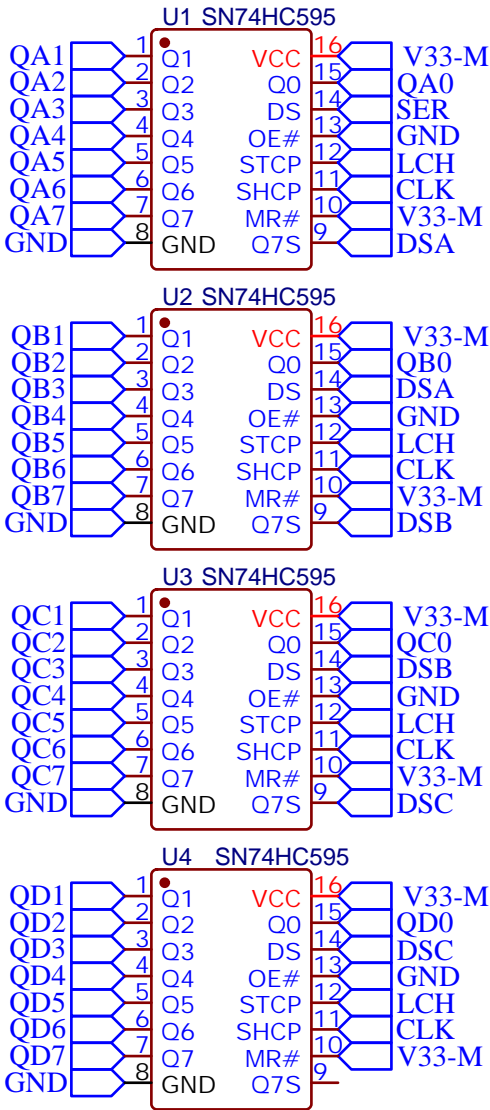 U1 SN74HC595
QA1 1 Q1 VCC 16 V33-M
QA2 2 Q2 Q0 15 QA0
QA3 3 Q3 DS 14 SER
QA4 4 Q4 OE# 13 GND
QA5 5 Q5 STCP 12 LCH
QA6 6 Q6 SHCP 11 CLK
QA7 7 Q7 MR# 10 V33-M
GND 8 GND Q7S 9 DSA
U2 SN74HC595
QB1 1 Q1 VCC 16 V33-M
QB2 2 Q2 Q0 15 QB0
QB3 3 Q3 DS 14 DSA
QB4 4 Q4 OE# 13 GND
QB5 5 Q5 STCP 12 LCH
QB6 6 Q6 SHCP 11 CLK
QB7 7 Q7 MR# 10 V33-M
GND 8 GND Q7S 9 DSB
U3 SN74HC595
QC1 1 Q1 VCC 16 V33-M
QC2 2 Q2 Q0 15 QC0
QC3 3 Q3 DS 14 DSB
QC4 4 Q4 OE# 13 GND
QC5 5 Q5 STCP 12 LCH
QC6 6 Q6 SHCP 11 CLK
QC7 7 Q7 MR# 10 V33-M
GND 8 GND Q7S 9 DSC
U4 SN74HC595
QD1 1 Q1 VCC 16 V33-M
QD2 2 Q2 Q0 15 QD0
QD3 3 Q3 DS 14 DSC
QD4 4 Q4 OE# 13 GND
QD5 5 Q5 STCP 12 LCH
QD6 6 Q6 SHCP 11 CLK
QD7 7 Q7 MR# 10 V33-M
GND 8 GND Q7S 9